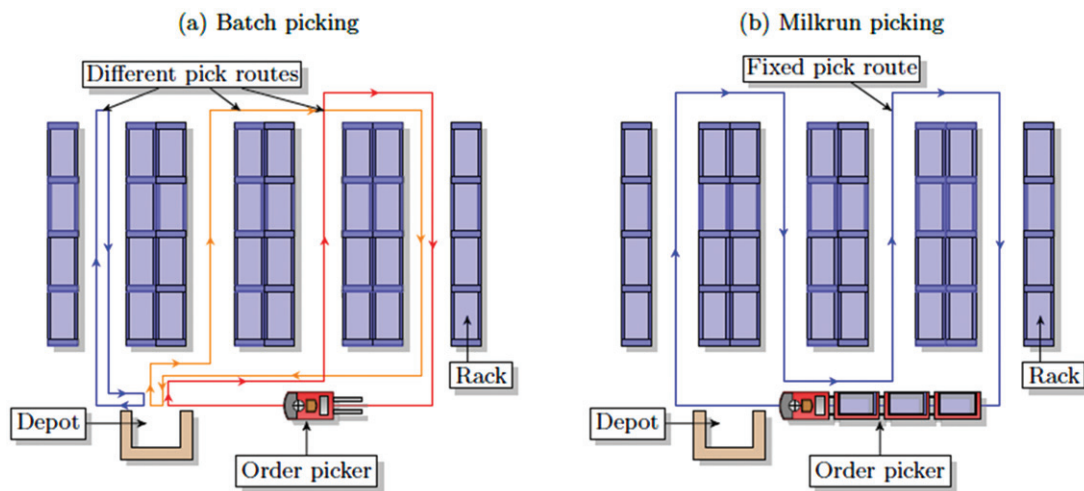 (a) Batch picking
Different pick routes
Rack
Depot
Order picker
(b) Milkrun picking
Fixed pick route
Rack
Depot
Order picker